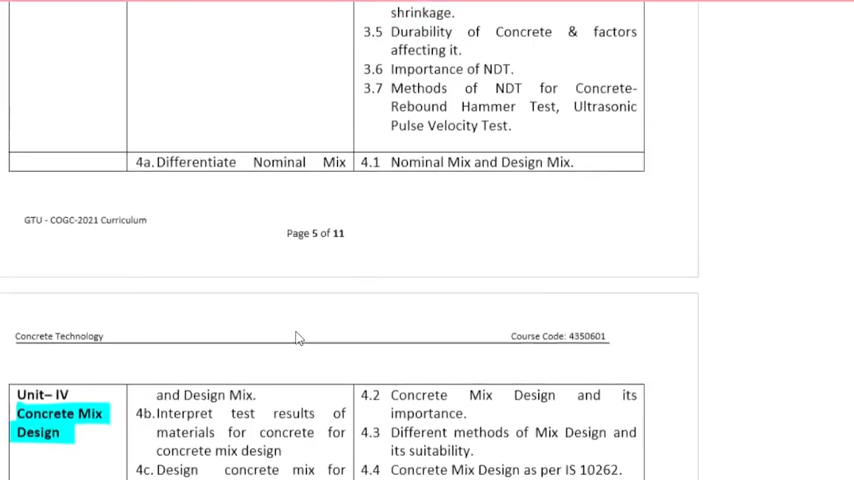 shrinkage.
3.5 Durability of Concrete & factors
affecting it.
3.6 Importance of NDT.
3.7 Methods of NDT for Concrete-
Rebound Hammer Test, Ultrasonic
Pulse Velocity Test.
4a. Differentiate Nominal Mix
4.1 Nominal Mix and Design Mix.
GTU - COGC-2021 Curriculum
Page 5 of 11
Concrete Technology
Course Code: 4350601
Unit– IV
Concrete Mix
Design
and Design Mix.
4b.Interpret test results of
materials for concrete for
concrete mix design
4c. Design concrete mix for
4.2 Concrete Mix Design and its
importance.
4.3 Different methods of Mix Design and
its suitability.
4.4 Concrete Mix Design as per IS 10262.